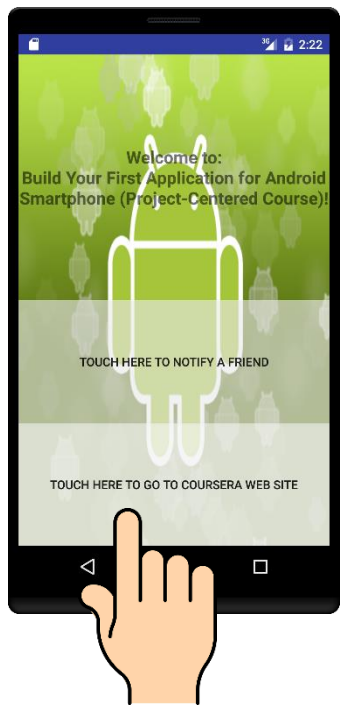 3G 2:22
Welcome to:
Build Your First Application for Android
Smartphone (Project-Centered Course)!
TOUCH HERE TO NOTIFY A FRIEND
TOUCH HERE TO GO TO COURSERA WEB SITE